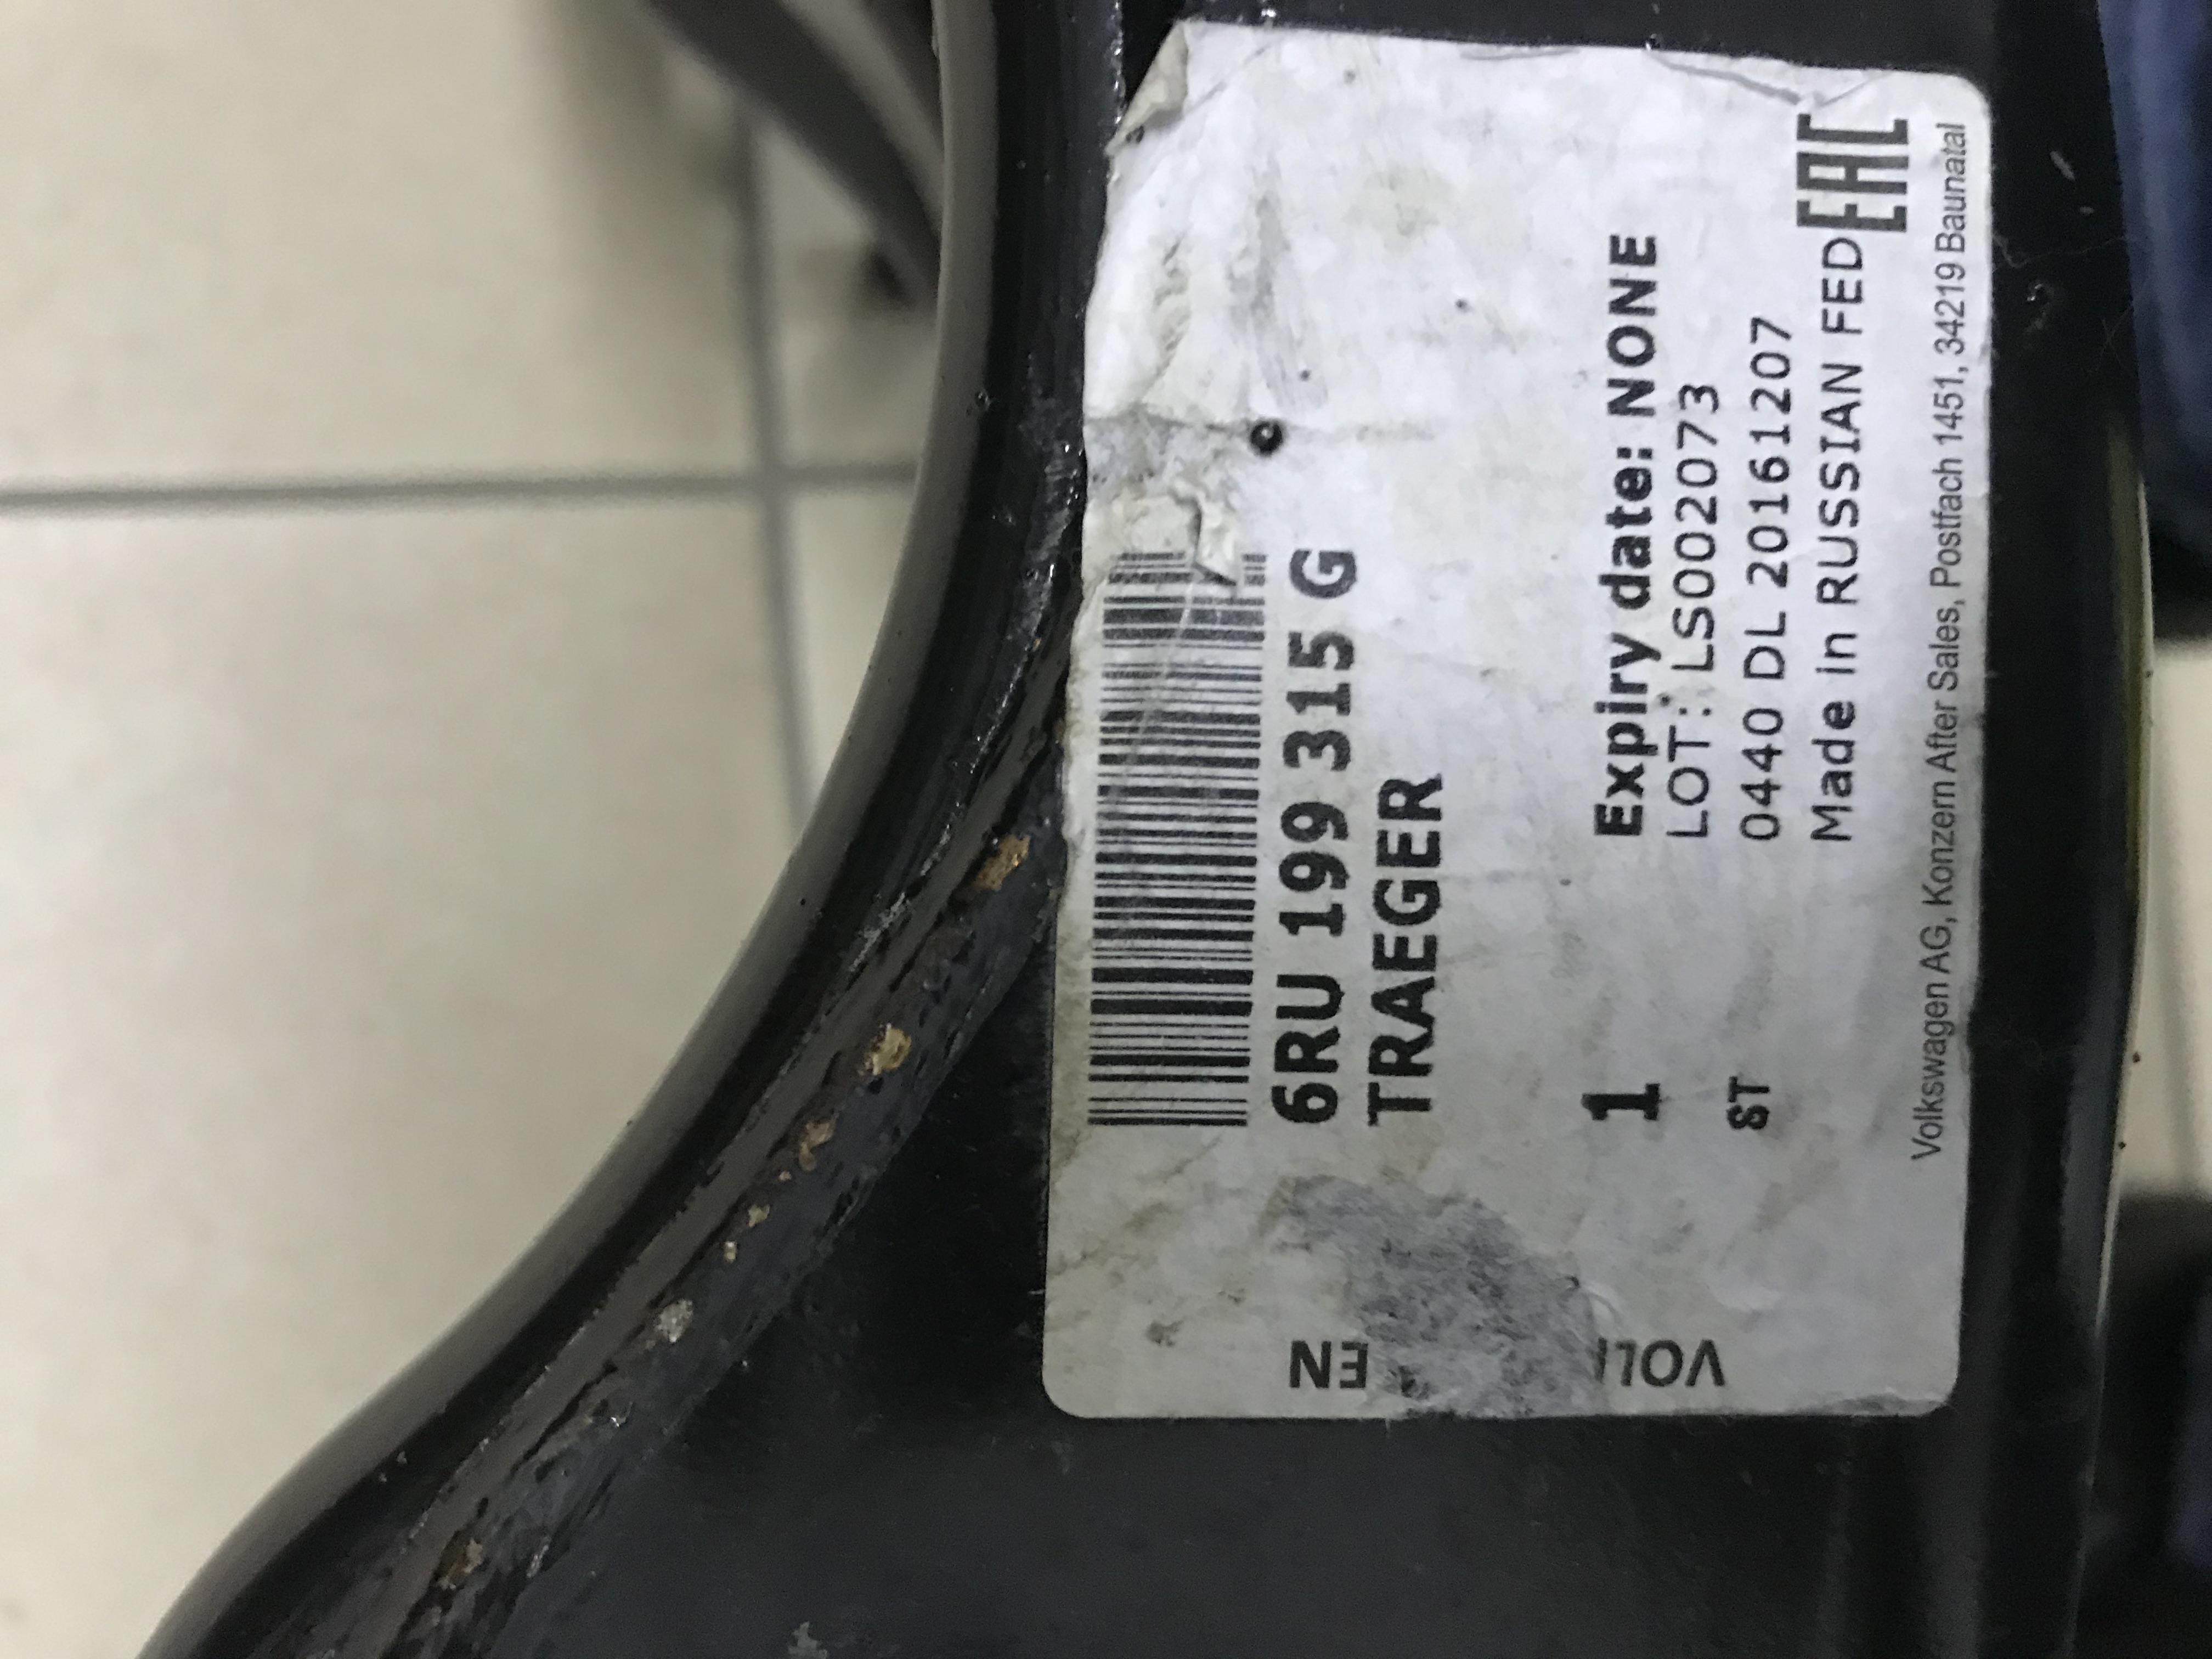 6RU 199 315 G
TRAEGER
Expiry date: NONE
1
LOT: LS002073
ST
0440 DL 20161207
Made in RUSSIAN FED
EAC
Volkswagen AG, Konzern After Sales, Postfach 1451, 34219 Baunatal